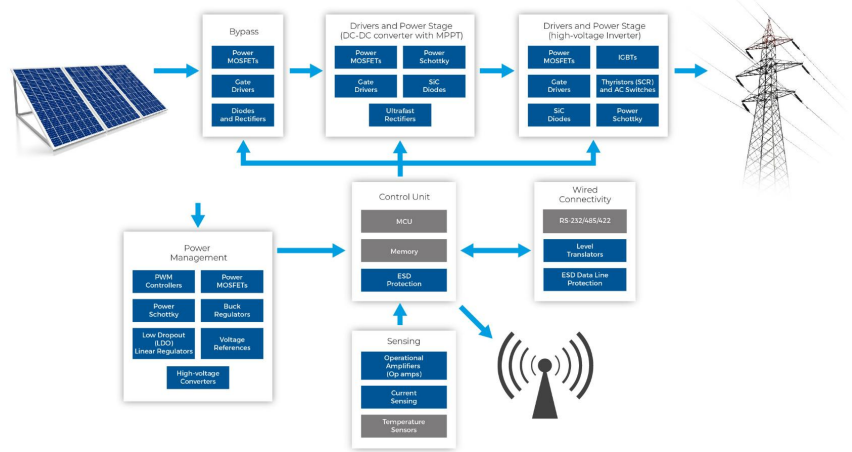 Bypass
Power
MOSFETs
Gate
Drivers
Diodes
and Rectifiers
Drivers and Power Stage
(DC-DC converter with MPPT)
Power
MOSFETs
Power
Schottky
Gate
Drivers
SiC
Diodes
Ultrafast
Rectifiers
Drivers and Power Stage
(high-voltage Inverter)
Power
MOSFETs
IGBTs
Gate
Drivers
Thyristors (SCR)
and AC Switches
SiC
Diodes
Power
Schottky
Control Unit
MCU
Memory
ESD
Protection
Wired
Connectivity
RS-232/485/422
Level
Translators
ESD Data Line
Protection
Power
Management
PWM
Controllers
Power
MOSFETs
Power
Schottky
Buck
Regulators
Low Dropout
(LDO)
Linear Regulators
Voltage
References
High-voltage
Converters
Sensing
Operational
Amplifiers
(Op amps)
Current
Sensing
Temperature
Sensors